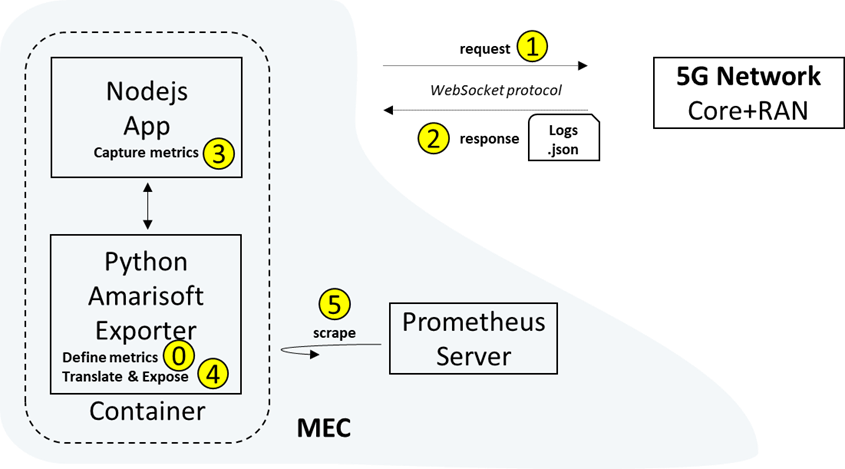 Nodejs
App
Capture metrics 3
Python
Amarisoft
Exporter
Define metrics 0
Translate & Expose 4
Container
MEC
request 1
WebSocket protocol
2 response
Logs
.json
5G Network
Core+RAN
5
scrape
Prometheus
Server